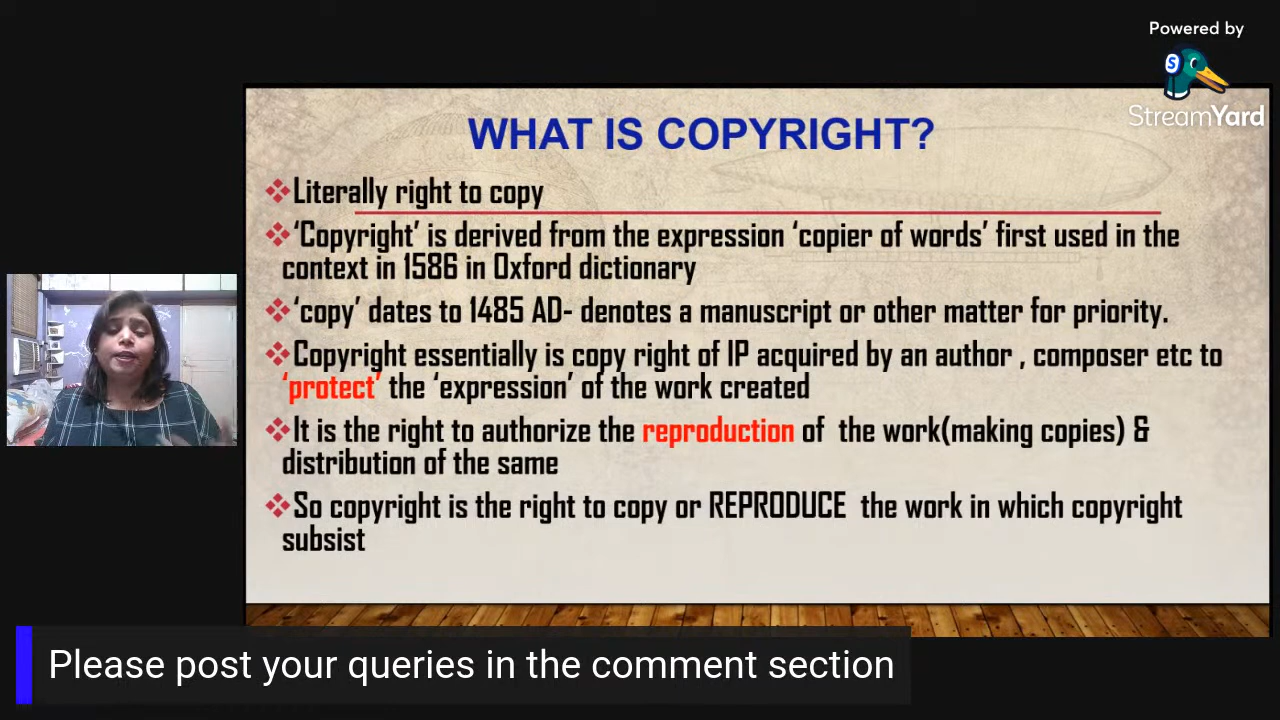 Powered by
StreamYard
WHAT IS COPYRIGHT?
Literally right to copy
‘Copyright’ is derived from the expression ‘copier of words’ first used in the
context in 1586 in Oxford dictionary
‘copy’ dates to 1485 AD- denotes a manuscript or other matter for priority.
Copyright essentially is copy right of IP acquired by an author , composer etc to
‘protect’ the ‘expression’ of the work created
It is the right to authorize the reproduction of the work(making copies) &
distribution of the same
So copyright is the right to copy or REPRODUCE the work in which copyright
subsist
Please post your queries in the comment section